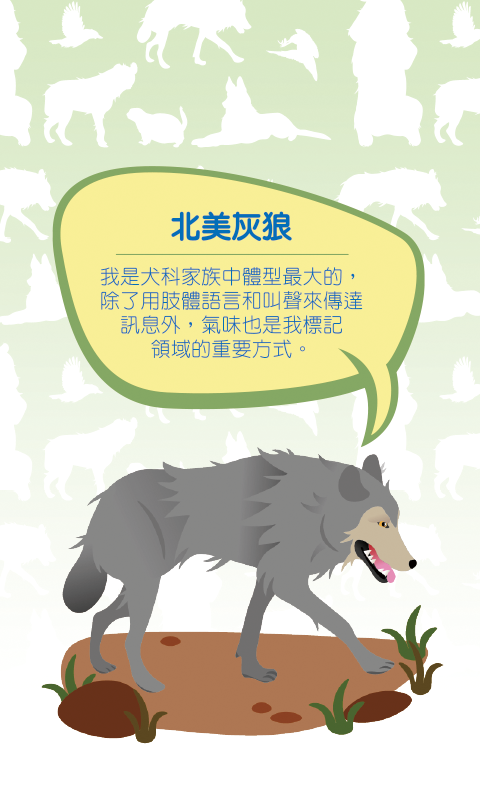 北美灰狼
我是犬科家族中體型最大的，
除了用肢體語言和叫聲來傳達
訊息外，氣味也是我標記
領域的重要方式。